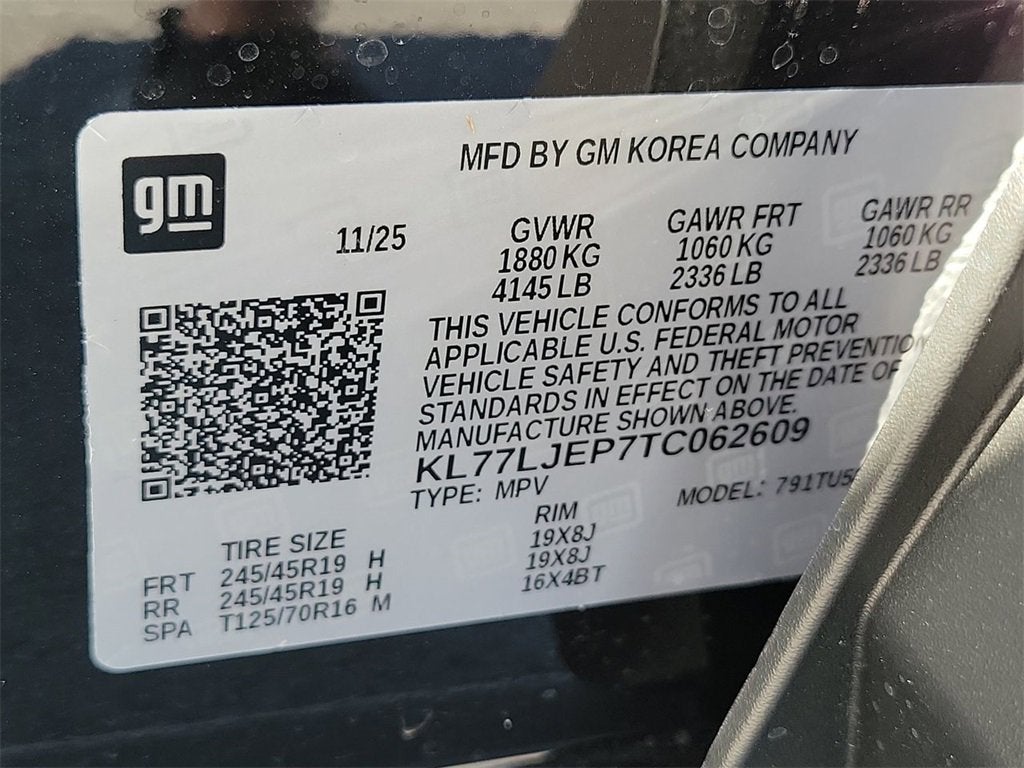 gm
MFD BY GM KOREA COMPANY
11/25
GVWR
1880 KG
4145 LB
GAWR FRT
1060 KG
2336 LB
GAWR RR
1060 KG
2336 LB
THIS VEHICLE CONFORMS TO ALL
APPLICABLE U.S. FEDERAL MOTOR
VEHICLE SAFETY AND THEFT PREVENTION
STANDARDS IN EFFECT ON THE DATE OF
MANUFACTURE SHOWN ABOVE.
KL77LJEP7TC062609
TYPE: MPV
MODEL:
TIRE SIZE
RIM
FRT 245/45R19 H 19X8J
RR 245/45R19 H 19X8J
SPA T125/70R16 M 16X4BT